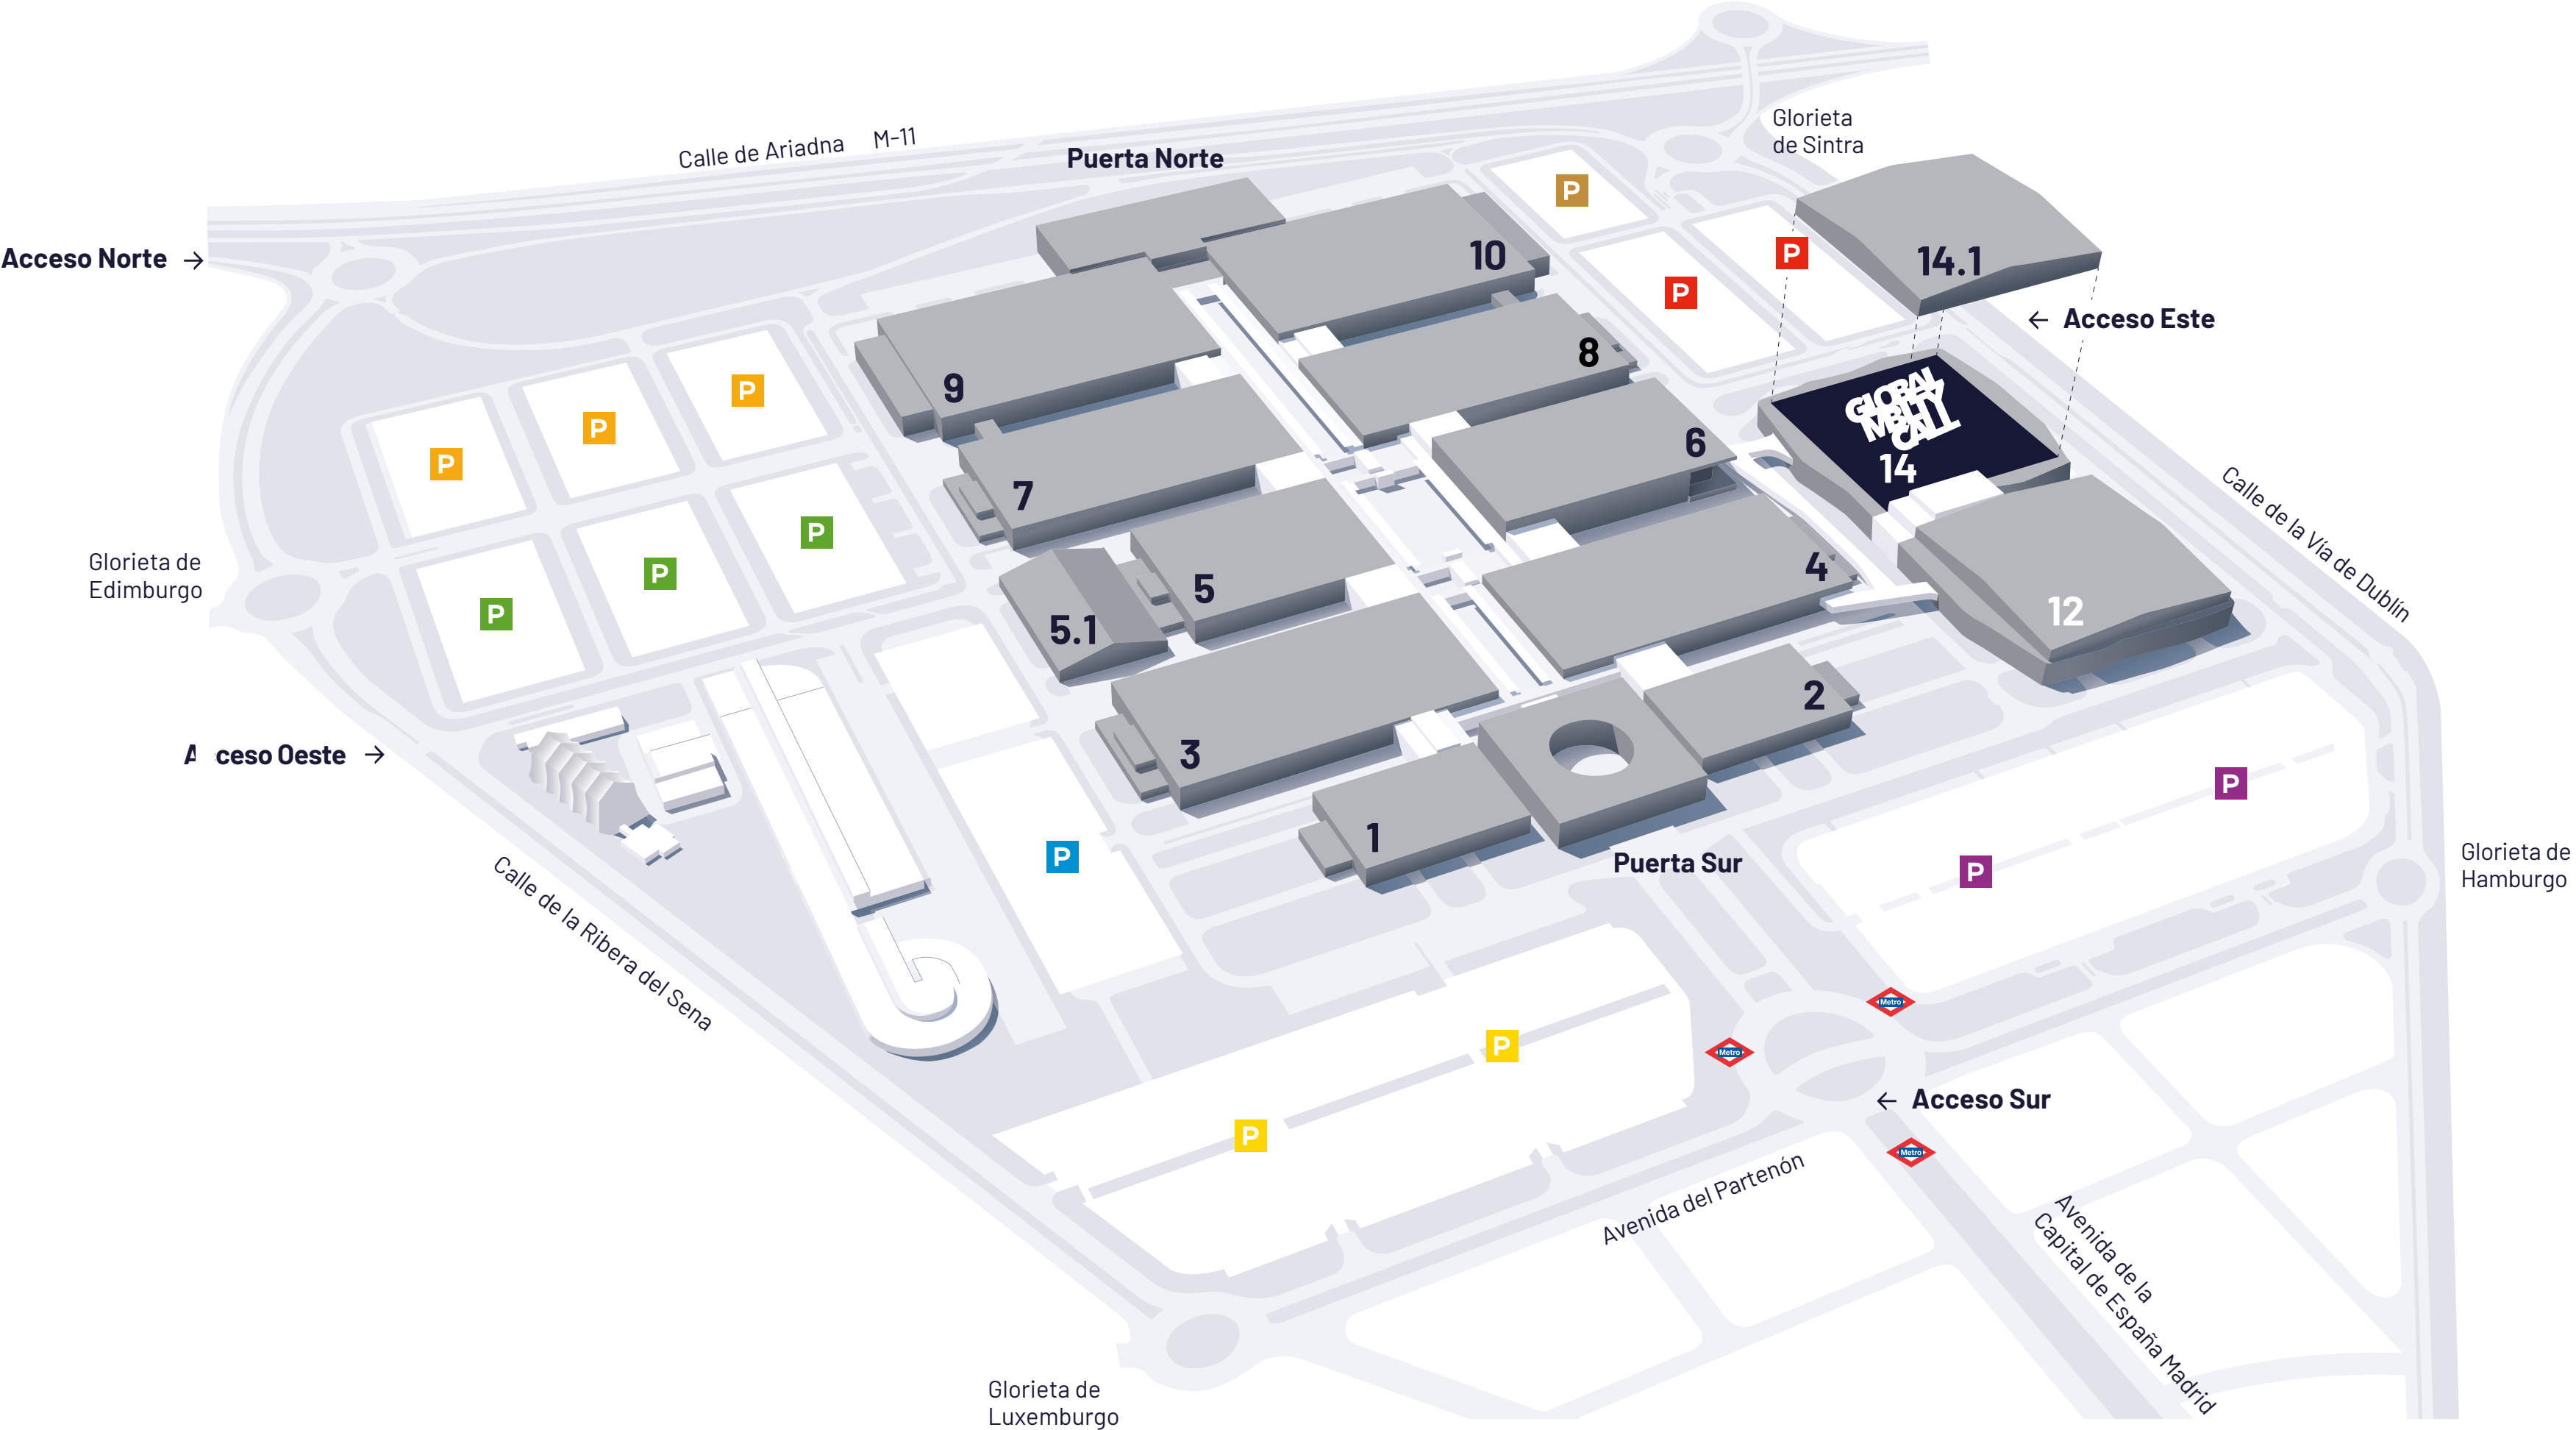 Glorieta
de Sintra
Calle de Ariadna M-11
Puerta Norte
P
10
P
14.1
Acceso Norte →
P
P
← Acceso Este
8
9
P
GLOBAL
MBLTY
CALL
14
P
6
P
7
Calle de la Vía de Dublín
P
4
Glorieta de
Edimburgo
P
5
P
12
5.1
2
Acceso Oeste →
3
P
1
P
Puerta Sur
P
Glorieta de
Hamburgo
Calle de la Ribera del Sena
Metro
P
Metro
← Acceso Sur
P
Metro
Avenida del Partenón
Avenida de la
Capital de España Madrid
Glorieta de
Luxemburgo